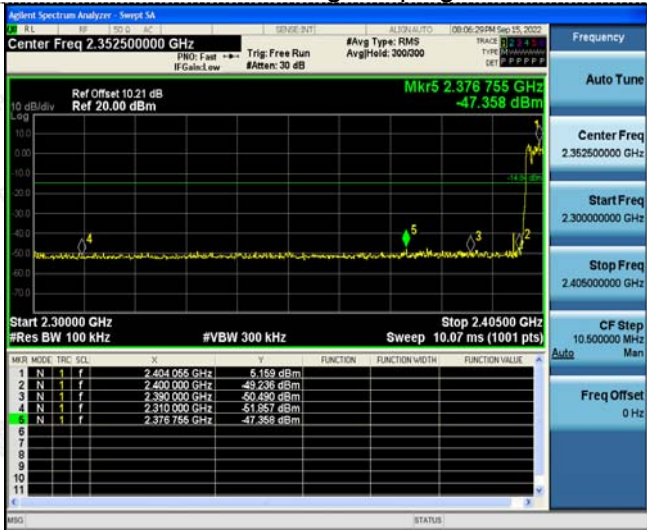 Agilent Spectrum Analyzer - Swept SA
RL RF 50 Ω AC SENSE:INT ALIGNAUTO 08:06:29PM Sep 15, 2022
Center Freq 2.352500000 GHz
PNO: Fast Trig: Free Run
IFGain:Low #Atten: 30 dB
#Avg Type: RMS
Avg|Hold: 300/300
TRACE 1 2 3 4 5 6
TYPE MWWWWW
DET P P P P P P
Frequency
Auto Tune
Ref Offset 10.21 dB
10 dB/div Ref 20.00 dBm
Log
Mkr5 2.376 755 GHz
-47.358 dBm
10.0
0.00
-10.0
-20.0
-30.0
-40.0
-50.0
-60.0
-70.0
1
2
3
4
5
Center Freq
2.352500000 GHz
Start Freq
2.300000000 GHz
Stop Freq
2.405000000 GHz
Start 2.30000 GHz Stop 2.40500 GHz
#Res BW 100 kHz #VBW 300 kHz Sweep 10.07 ms (1001 pts)
CF Step
10.500000 MHz
Auto Man
Freq Offset
0 Hz
MKR MODE TRC SCL X Y FUNCTION FUNCTION WIDTH FUNCTION VALUE
1 N 1 f 2.404 055 GHz 5.159 dBm
2 N 1 f 2.400 000 GHz -49.236 dBm
3 N 1 f 2.390 000 GHz -50.490 dBm
4 N 1 f 2.310 000 GHz -51.857 dBm
5 N 1 f 2.376 755 GHz -47.358 dBm
6
7
8
9
10
11
MSG STATUS